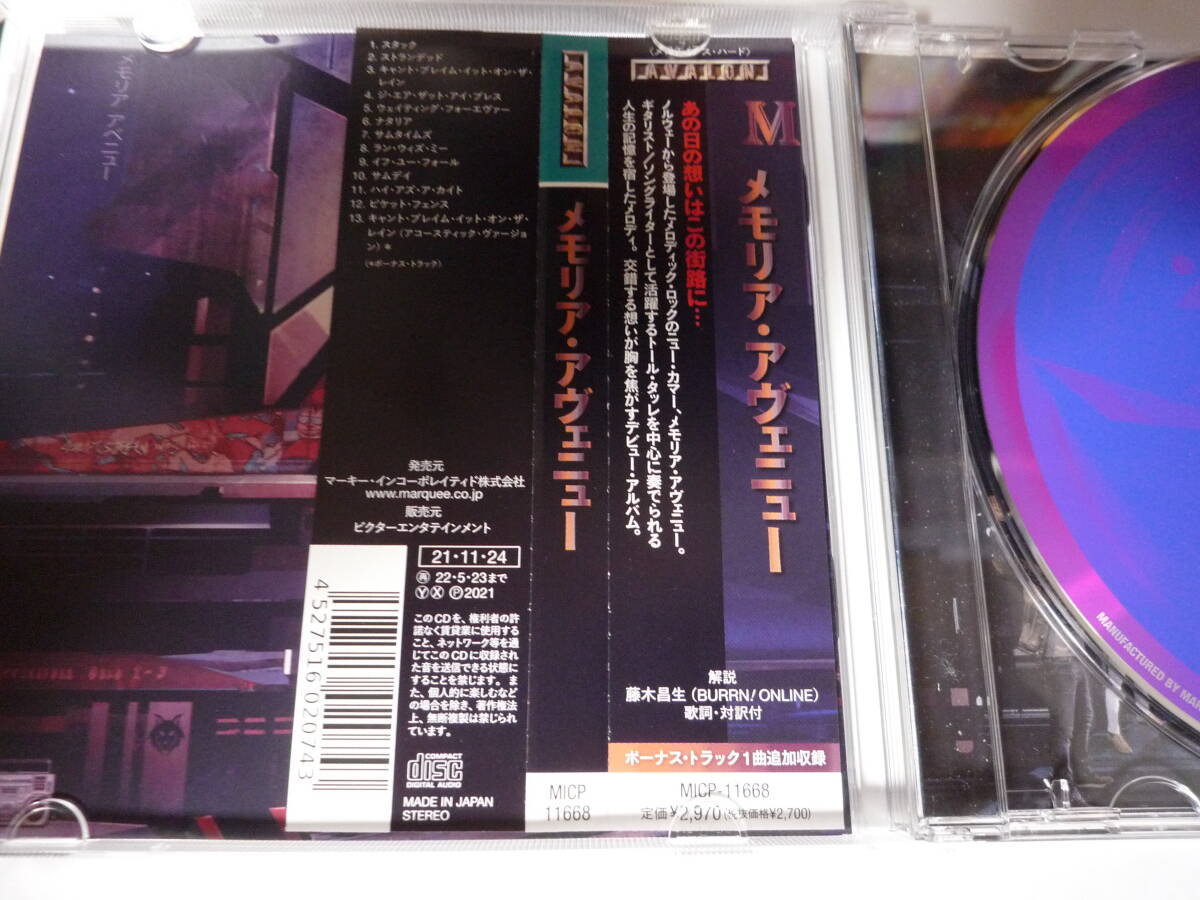 メモリア アベニュー
1. スタック
2. ストランデッド
3. キャント・ブレイム・イット・オン・ザ・
レイン
4. ジ・エア・ザット・アイ・ブレス
5. ウェイティング・フォーエヴァー
6. ナタリア
7. サムタイムズ
8. ラン・ウィズ・ミー
9. イフ・ユー・フォール
10. サムデイ
11. ハイ・アズ・ア・カイト
12. ピケット・フェンス
13. キャント・ブレイム・イット・オン・ザ・
レイン（アコースティック・ヴァージョ
ン）＊
（＊ボーナス・トラック）
発売元
マーキー・インコーポレイティド株式会社
www.marquee.co.jp
販売元
ビクターエンタテインメント
4527516020743
21・11・24
再 22・5・23まで
Ⓨ Ⓧ Ⓟ2021
このCDを、権利者の許
諾なく賃貸業に使用する
こと、ネットワーク等を通
じてこのCDに収録され
た音を送信できる状態に
することを禁じます。ま
た、個人的に楽しむなど
の場合を除き、著作権法
上、無断複製は禁じられ
ています。
COMPACT
disc
DIGITAL AUDIO
MADE IN JAPAN
STEREO
AVALON
メモリア・アヴェニュー
MICP
11668
AVALON
M
メモリア・アヴェニュー
あの日の想いはこの街路に…
ノルウェーから登場したメロディック・ロックのニュー・カマー、メモリア・アヴェニュー。
ギタリスト／ソングライターとして活躍するトール・タッレを中心に奏でられる
人生の記憶を宿したメロディ。交錯する想いが胸を焦がすデビュー・アルバム。
解説
藤木昌生（BURRN! ONLINE）
歌詞・対訳付
ボーナス・トラック1曲追加収録
MICP-11668
定価¥2,970（税抜価格¥2,700）
MANUFACTURED BY